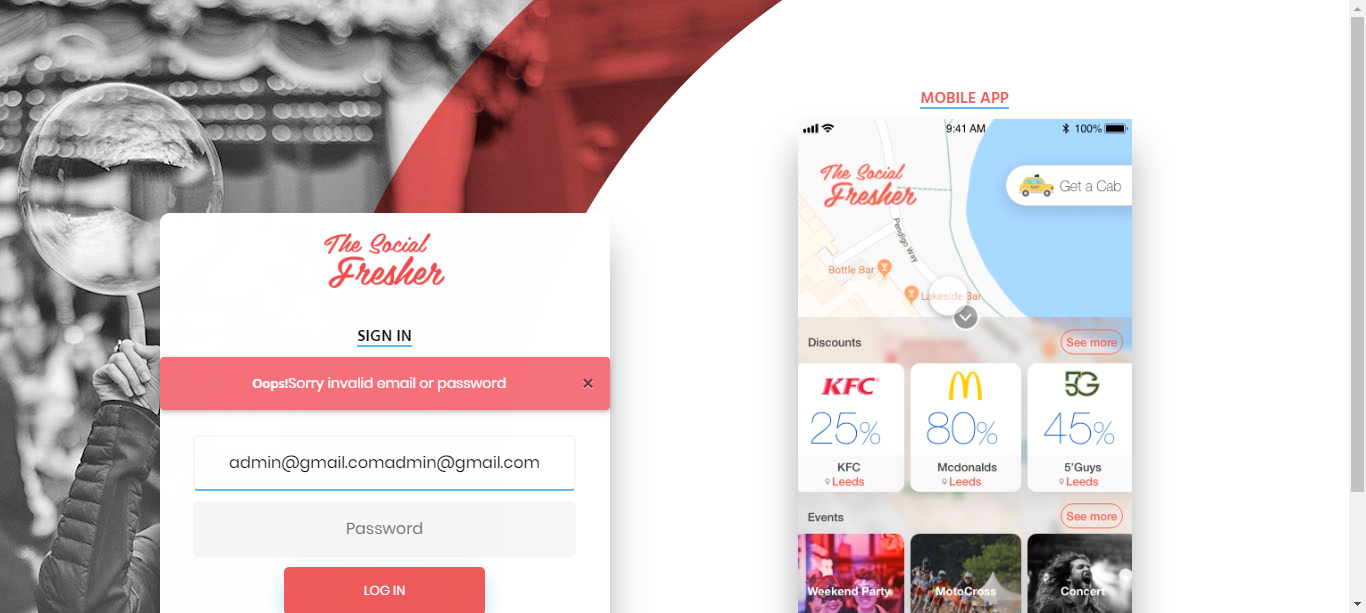 The Social
Fresher
SIGN IN
Oops!Sorry invalid email or password
×
admin@gmail.comadmin@gmail.com
Password
LOG IN
MOBILE APP
9:41 AM
100%
The Social
Fresher
Get a Cab
Pendigo Way
Bottle Bar
Lakeside Bar
Discounts
See more
KFC
25%
KFC
Leeds
80%
Mcdonalds
Leeds
5G
45%
5'Guys
Leeds
Events
See more
Weekend Party
MotoCross
Concert